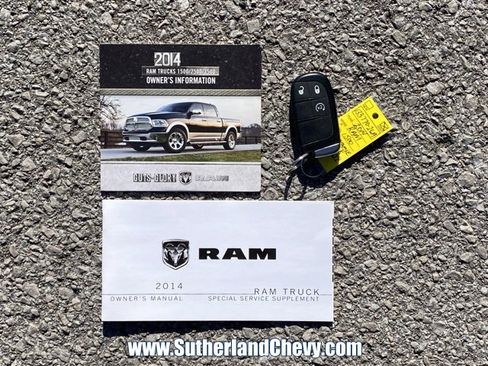 2014
RAM TRUCKS 1500/2500/3500
OWNER'S INFORMATION
GUTS·GLORY RAM
RAM
2014
OWNER'S MANUAL
RAM TRUCK
SPECIAL SERVICE SUPPLEMENT
www.SutherlandChevy.com